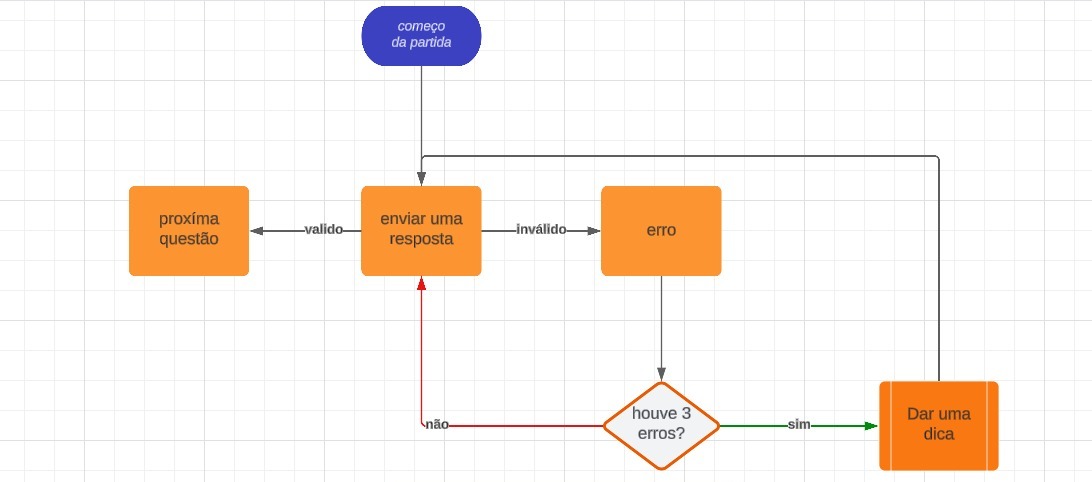 começo
da partida
proxíma
questão
valido
enviar uma
resposta
inválido
erro
houve 3
erros?
não
sim
Dar uma
dica